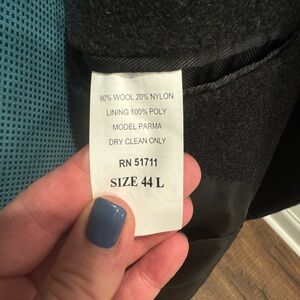 80% WOOL 20% NYLON
LINING 100% POLY
MODEL PARMA
DRY CLEAN ONLY
RN 51711
SIZE 44 L